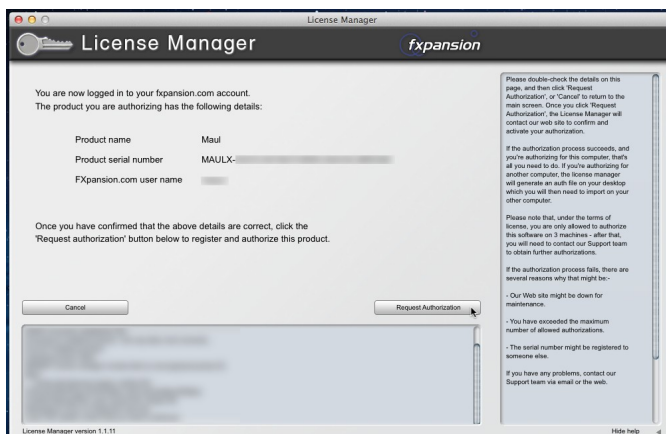 License Manager
License Manager
fxpansion
You are now logged in to your fxpansion.com account.
The product you are authorizing has the following details:
Product name Maul
Product serial number MAULX-
FXpansion.com user name
Once you have confirmed that the above details are correct, click the
'Request authorization' button below to register and authorize this product.
Cancel
Request Authorization
License Manager version 1.1.11
Please double-check the details on this
page, and then click 'Request
Authorization', or 'Cancel' to return to the
main screen. Once you click 'Request
Authorization', the License Manager will
contact our web site to confirm and
activate your authorization.
If the authorization process succeeds, and
you're authorizing for this computer, that's
all you need to do. If you're authorizing for
another computer, the license manager
will generate an auth file on your desktop
which you will then need to import on your
other computer.
Please note that, under the terms of
license, you are only allowed to authorize
this software on 3 machines - after that,
you will need to contact our Support team
to obtain further authorizations.
If the authorization process fails, there are
several reasons why that might be:-
- Our Web site might be down for
maintenance.
- You have exceeded the maximum
number of allowed authorizations.
- The serial number might be registered to
someone else.
If you have any problems, contact our
Support team via email or the web.
Hide help